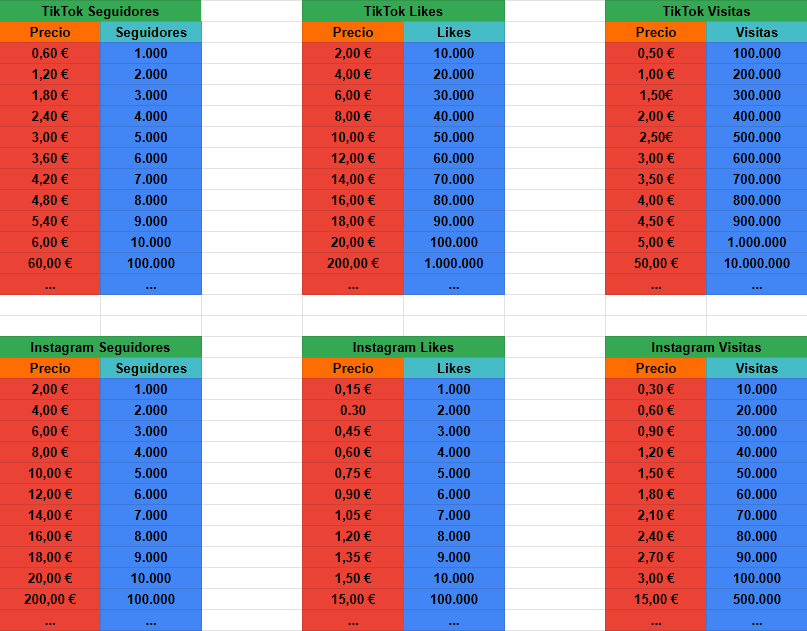 TikTok Seguidores TikTok Likes TikTok Visitas
Precio Seguidores Precio Likes Precio Visitas
0,60 € 1.000 2,00 € 10.000 0,50 € 100.000
1,20 € 2.000 4,00 € 20.000 1,00 € 200.000
1,80 € 3.000 6,00 € 30.000 1,50€ 300.000
2,40 € 4.000 8,00 € 40.000 2,00 € 400.000
3,00 € 5.000 10,00 € 50.000 2,50€ 500.000
3,60 € 6.000 12,00 € 60.000 3,00 € 600.000
4,20 € 7.000 14,00 € 70.000 3,50 € 700.000
4,80 € 8.000 16,00 € 80.000 4,00 € 800.000
5,40 € 9.000 18,00 € 90.000 4,50 € 900.000
6,00 € 10.000 20,00 € 100.000 5,00 € 1.000.000
60,00 € 100.000 200,00 € 1.000.000 50,00 € 10.000.000
... ... ... ... ... ...
Instagram Seguidores Instagram Likes Instagram Visitas
Precio Seguidores Precio Likes Precio Visitas
2,00 € 1.000 0,15 € 1.000 0,30 € 10.000
4,00 € 2.000 0.30 2.000 0,60 € 20.000
6,00 € 3.000 0,45 € 3.000 0,90 € 30.000
8,00 € 4.000 0,60 € 4.000 1,20 € 40.000
10,00 € 5.000 0,75 € 5.000 1,50 € 50.000
12,00 € 6.000 0,90 € 6.000 1,80 € 60.000
14,00 € 7.000 1,05 € 7.000 2,10 € 70.000
16,00 € 8.000 1,20 € 8.000 2,40 € 80.000
18,00 € 9.000 1,35 € 9.000 2,70 € 90.000
20,00 € 10.000 1,50 € 10.000 3,00 € 100.000
200,00 € 100.000 15,00 € 100.000 15,00 € 500.000
... ... ... ... ... ...